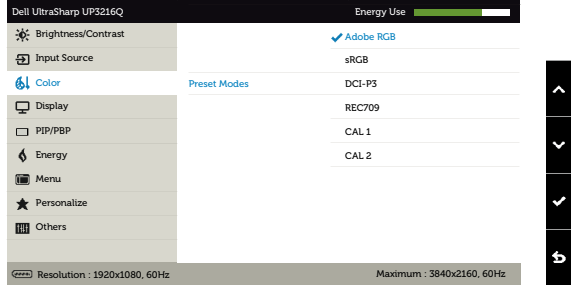 Dell UltraSharp UP3216Q Energy Use
Brightness/Contrast Adobe RGB
Input Source sRGB
Color Preset Modes DCI-P3
Display REC709
PIP/PBP CAL 1
Energy CAL 2
Menu
Personalize
Others
Resolution : 1920x1080, 60Hz Maximum : 3840x2160, 60Hz